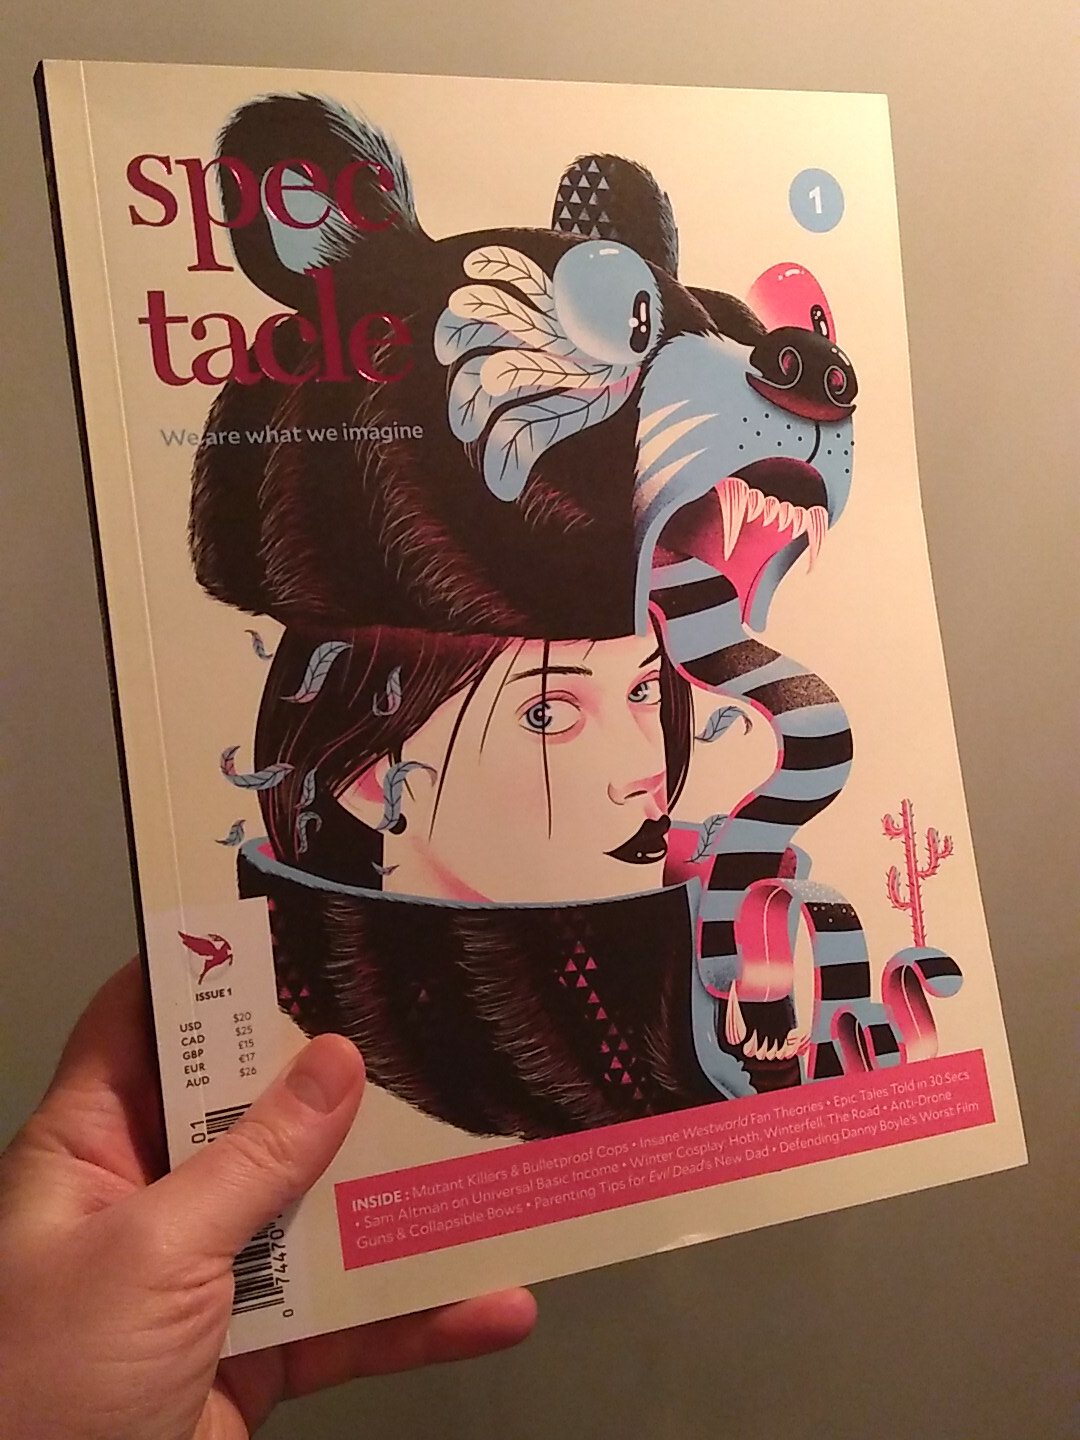 spec
tacle
We are what we imagine
1
ISSUE 1
USD $20
CAD $25
GBP £15
EUR €17
AUD $26
01
0 74470
INSIDE : Mutant Killers & Bulletproof Cops • Insane Westworld Fan Theories • Epic Tales Told in 30 Secs
• Sam Altman on Universal Basic Income • Winter Cosplay: Hoth, Winterfell, The Road • Anti-Drone
Guns & Collapsible Bows • Parenting Tips for Evil Dead's New Dad • Defending Danny Boyle's Worst Film